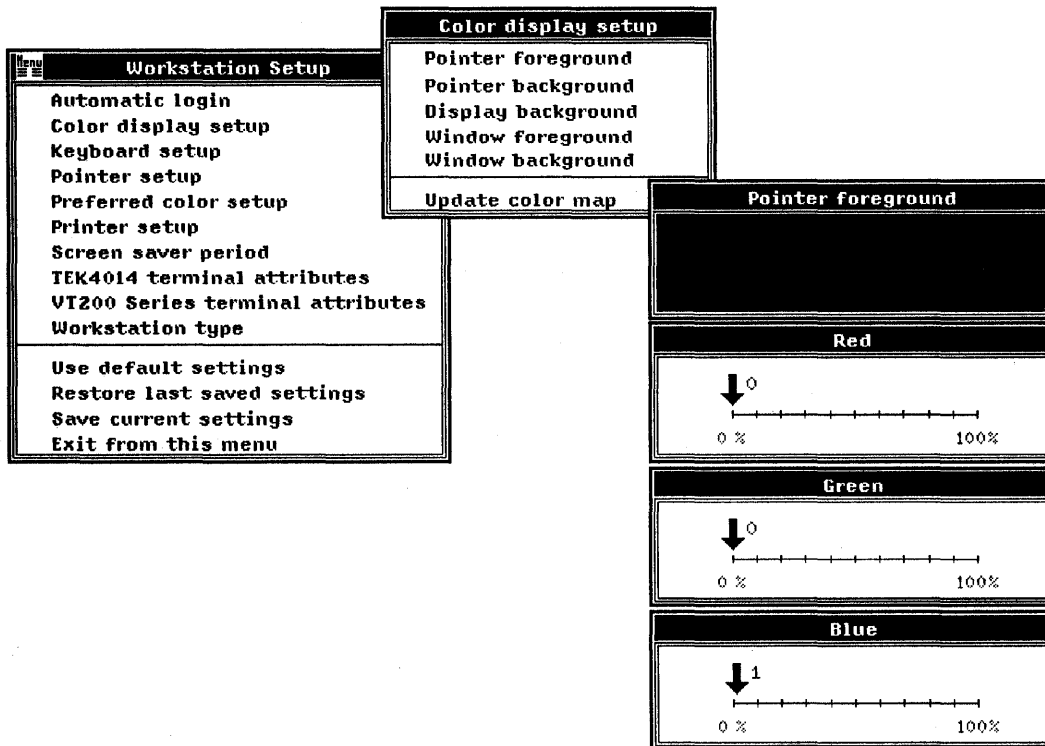 Menu
Workstation Setup
Automatic login
Color display setup
Keyboard setup
Pointer setup
Preferred color setup
Printer setup
Screen saver period
TEK4014 terminal attributes
VT200 Series terminal attributes
Workstation type
Use default settings
Restore last saved settings
Save current settings
Exit from this menu
Color display setup
Pointer foreground
Pointer background
Display background
Window foreground
Window background
Update color map
Pointer foreground
Red
0
0 % 100%
Green
0
0 % 100%
Blue
1
0 % 100%